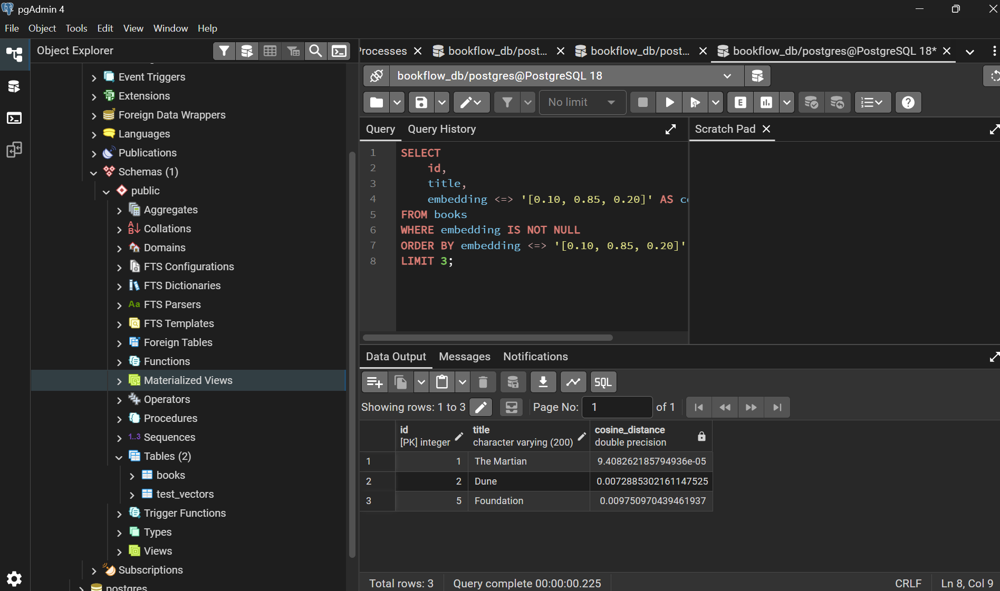 pgAdmin 4
File Object Tools Edit View Window Help
Object Explorer
Event Triggers
Extensions
Foreign Data Wrappers
Languages
Publications
Schemas (1)
public
Aggregates
Collations
Domains
FTS Configurations
FTS Dictionaries
Aa FTS Parsers
FTS Templates
Foreign Tables
Functions
Materialized Views
Operators
Procedures
1..3 Sequences
Tables (2)
books
test_vectors
Trigger Functions
Types
Views
Subscriptions
postgres
rocesses bookflow_db/post... bookflow_db/post... bookflow_db/postgres@PostgreSQL 18*
bookflow_db/postgres@PostgreSQL 18
No limit E
Query Query History Scratch Pad
1 SELECT
2 id,
3 title,
4 embedding <=> '[0.10, 0.85, 0.20]' AS c
5 FROM books
6 WHERE embedding IS NOT NULL
7 ORDER BY embedding <=> '[0.10, 0.85, 0.20]'
8 LIMIT 3;
Data Output Messages Notifications
SQL
Showing rows: 1 to 3 Page No: 1 of 1
id title cosine_distance
[PK] integer character varying (200) double precision
1 1 The Martian 9.408262185794936e-05
2 2 Dune 0.0072885302161147525
3 5 Foundation 0.009750970439461937
Total rows: 3 Query complete 00:00:00.225 CRLF Ln 8, Col 9